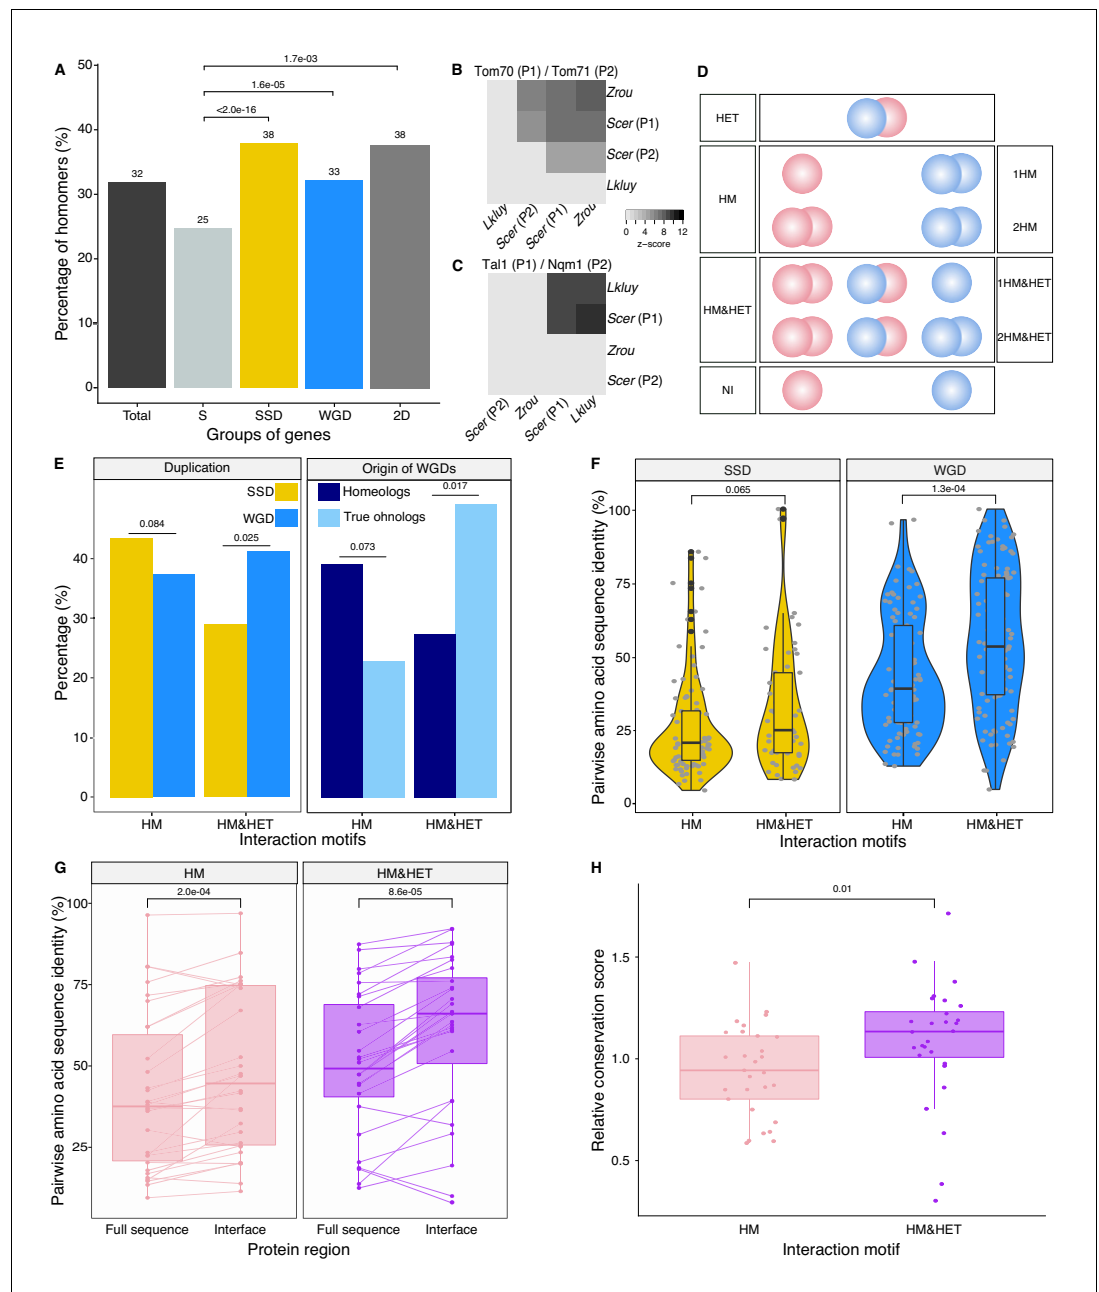 A
50
40
30
20
10
0
Percentage of homomers (%)
1.7e-03
1.6e-05
<2.0e-16
32
25
38
33
38
Total
S
SSD
WGD
2D
Groups of genes
B
Tom70 (P1) / Tom71 (P2)
Zrou
Scer (P1)
Scer (P2)
Lkluy
Lkluy
Scer (P2)
Scer (P1)
Zrou
0 2 4 6 8 10 12
z−score
C
Tal1 (P1) / Nqm1 (P2)
Lkluy
Scer (P1)
Zrou
Scer (P2)
Scer (P2)
Zrou
Scer (P1)
Lkluy
D
HET
HM
1HM
2HM
HM&HET
1HM&HET
2HM&HET
NI
E
Duplication
Origin of WGDs
SSD
WGD
Homeologs
True ohnologs
0.084
0.025
0.073
0.017
40
30
20
10
0
Percentage (%)
HM
HM&HET
HM
HM&HET
Interaction motifs
F
SSD
WGD
0.065
1.3e-04
100
75
50
25
0
Pairwise amino acid sequence identity (%)
HM
HM&HET
HM
HM&HET
Interaction motifs
G
HM
HM&HET
2.0e-04
8.6e-05
100
75
50
25
Pairwise amino acid sequence identity (%)
Full sequence
Interface
Full sequence
Interface
Protein region
H
0.01
1.5
1.0
0.5
Relative conservation score
HM
HM&HET
Interaction motif